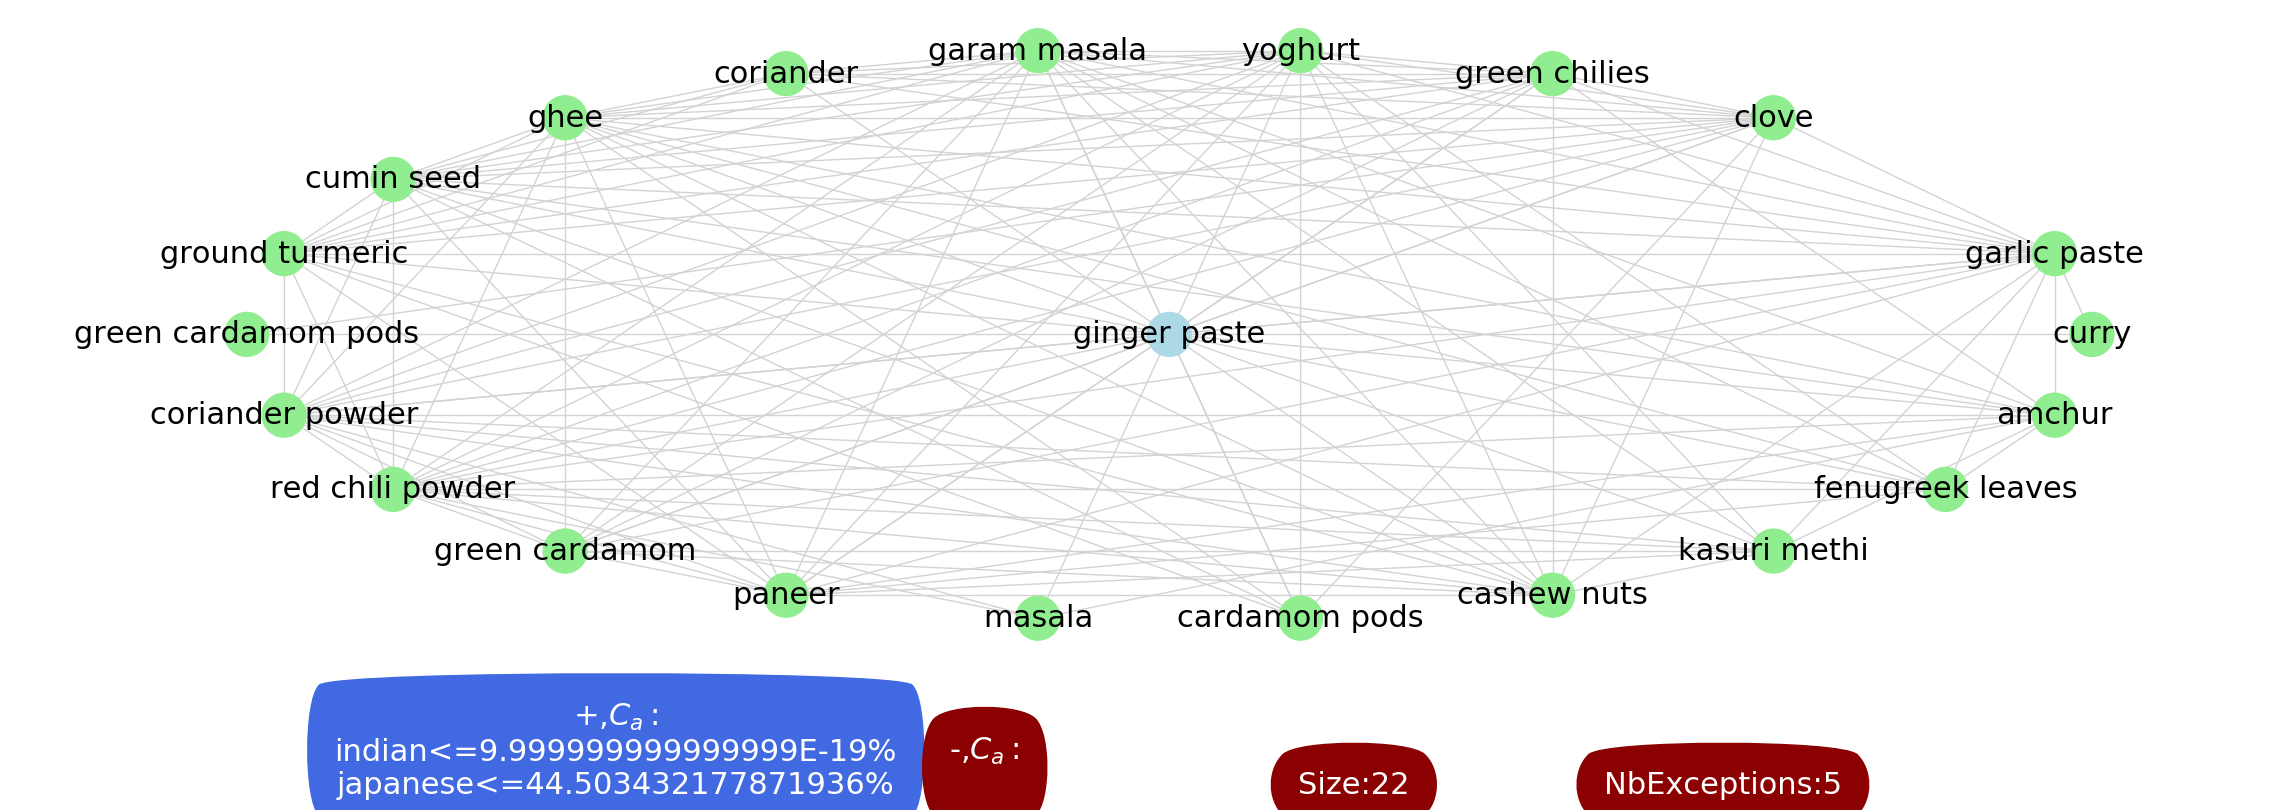 garam masala
yoghurt
coriander
green chilies
ghee
clove
cumin seed
ground turmeric
garlic paste
green cardamom pods
ginger paste
curry
coriander powder
amchur
red chili powder
fenugreek leaves
green cardamom
kasuri methi
paneer
cashew nuts
masala
cardamom pods
+,Cₐ :
indian<=9.999999999999999E-19%
japanese<=44.503432177871936%
-,Cₐ :
Size:22
NbExceptions:5